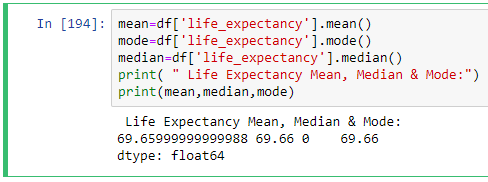 In [194]: mean=df['life_expectancy'].mean()
mode=df['life_expectancy'].mode()
median=df['life_expectancy'].median()
print( " Life Expectancy Mean, Median & Mode:")
print(mean,median,mode)
Life Expectancy Mean, Median & Mode:
69.65999999999988 69.66 0    69.66
dtype: float64